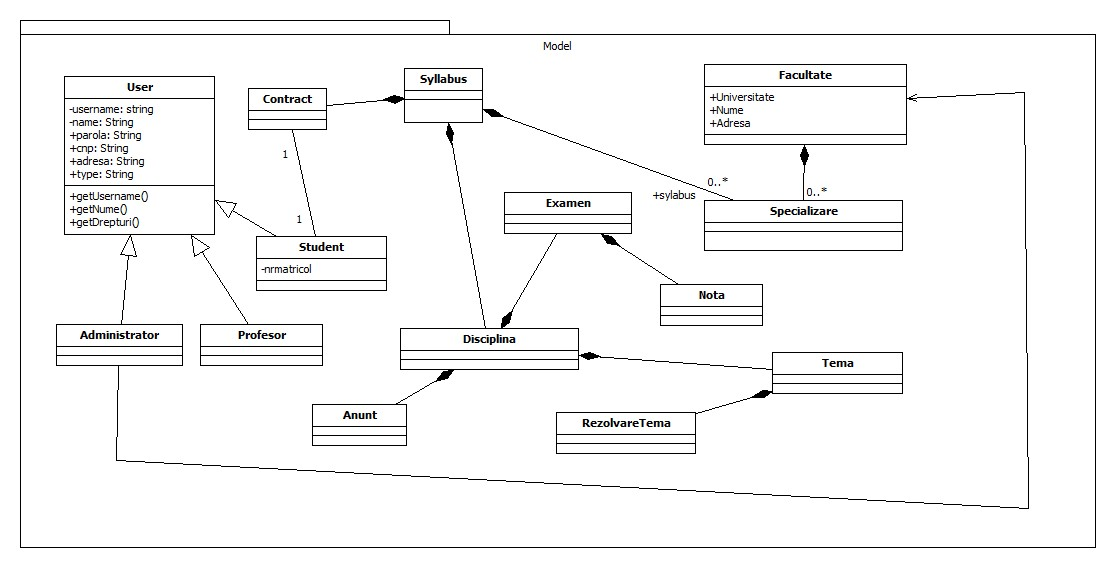 Model
User
-username: string
-name: String
+parola: String
+cnp: String
+adresa: String
+type: String
+getUsername()
+getNume()
+getDrepturi()
Contract
Syllabus
Facultate
+Universitate
+Nume
+Adresa
1
1
0..*
+sylabus
0..*
Examen
Specializare
Student
-nrmatricol
Nota
Administrator
Profesor
Disciplina
Tema
Anunt
RezolvareTema